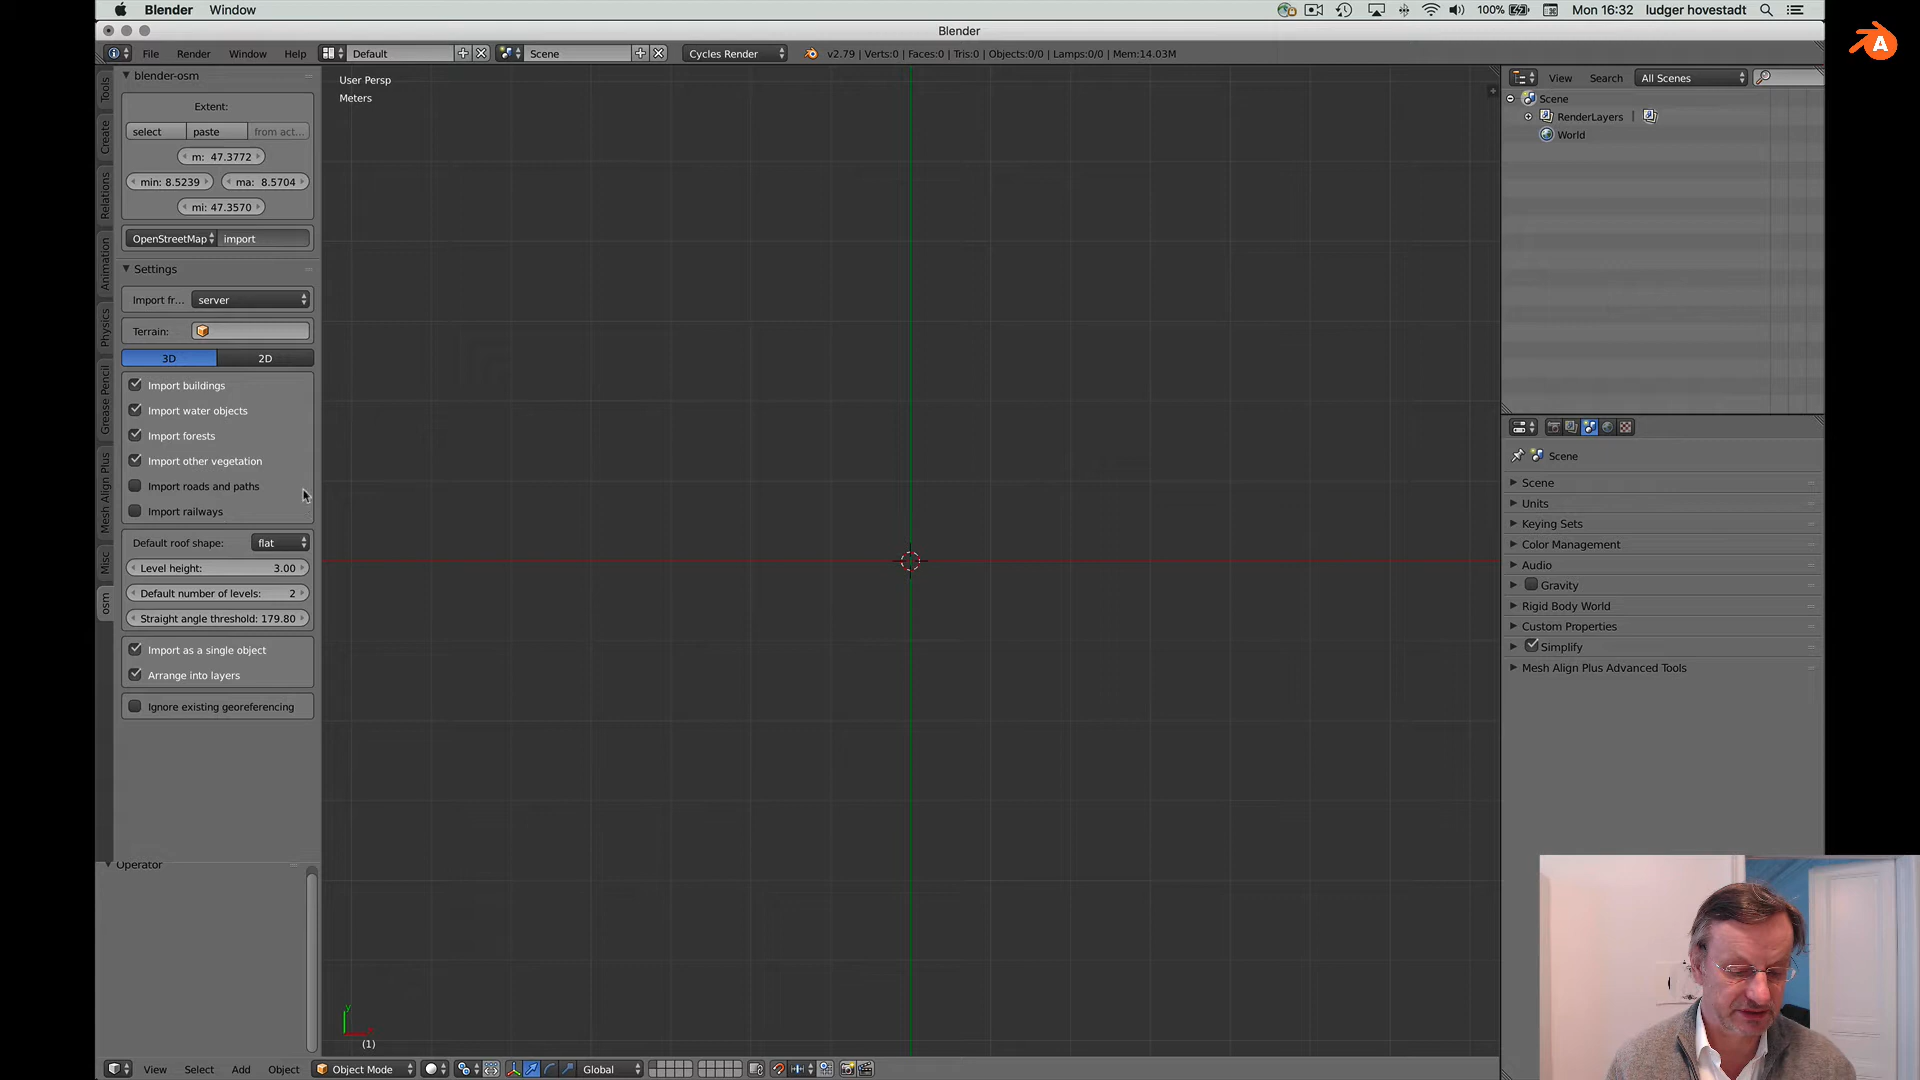 Blender Window 100% Mon 16:32 ludger hovestadt
Blender
File Render Window Help Default Scene Cycles Render v2.79 | Verts:0 | Faces:0 | Tris:0 | Objects:0/0 | Lamps:0/0 | Mem:14.03M
A
Tools
Create
Relations
Animation
Physics
Grease Pencil
Mesh Align Plus
Misc
osm
blender-osm
Extent:
select paste from act...
m: 47.3772
min: 8.5239 ma: 8.5704
mi: 47.3570
OpenStreetMap import
Settings
Import fr... server
Terrain:
3D 2D
Import buildings
Import water objects
Import forests
Import other vegetation
Import roads and paths
Import railways
Default roof shape: flat
Level height: 3.00
Default number of levels: 2
Straight angle threshold: 179.80
Import as a single object
Arrange into layers
Ignore existing georeferencing
Operator
User Persp
Meters
y
x
(1)
View Select Add Object Object Mode Global
View Search All Scenes
Scene
RenderLayers |
World
Scene
Scene
Units
Keying Sets
Color Management
Audio
Gravity
Rigid Body World
Custom Properties
Simplify
Mesh Align Plus Advanced Tools